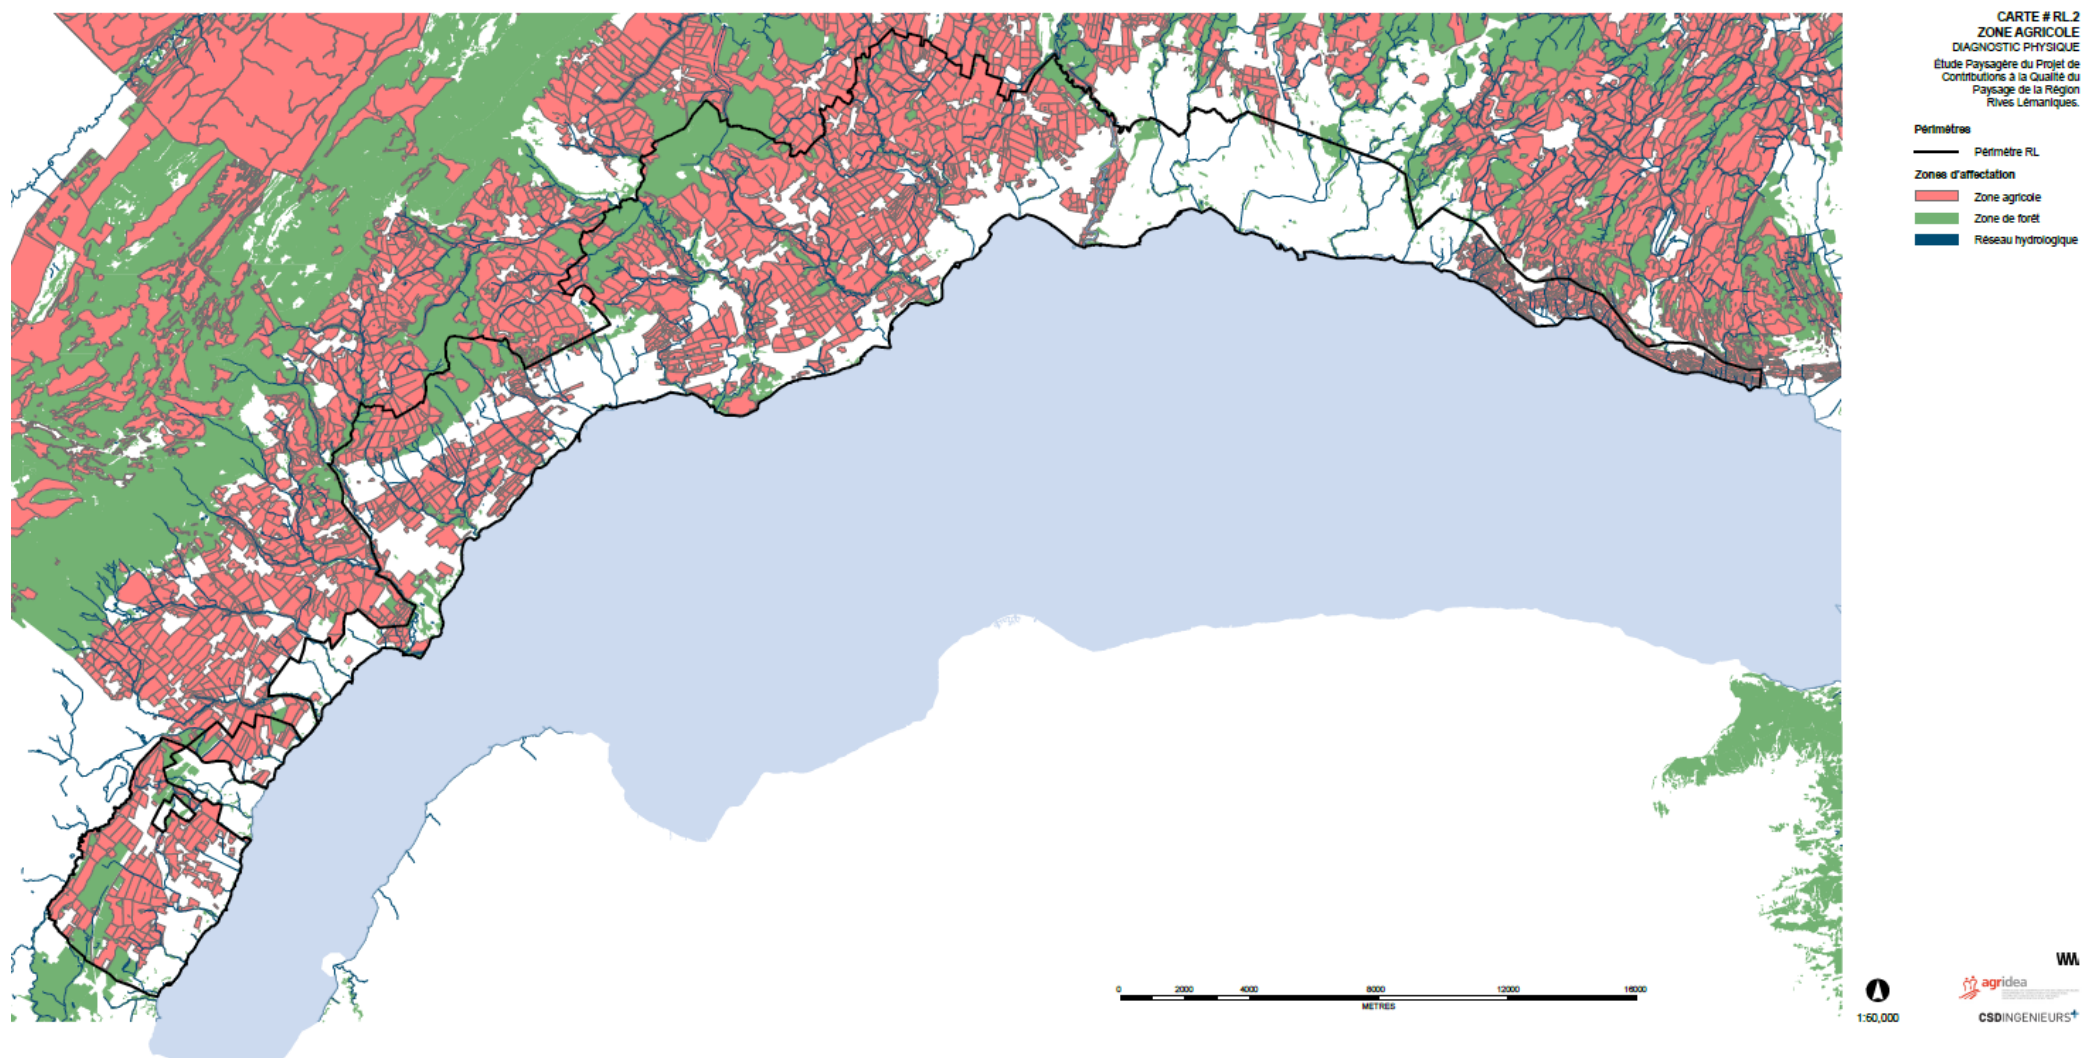 CARTE # RL.2
ZONE AGRICOLE
DIAGNOSTIC PHYSIQUE
Étude Paysagère du Projet de
Contributions à la Qualité du
Paysage de la Région
Rives Lémaniques.
Périmètres
Périmètre RL
Zones d'affectation
Zone agricole
Zone de forêt
Réseau hydrologique
0 2000 4000 8000 12000 16000
METRES
1:60,000
agridea
CSDINGENIEURS+